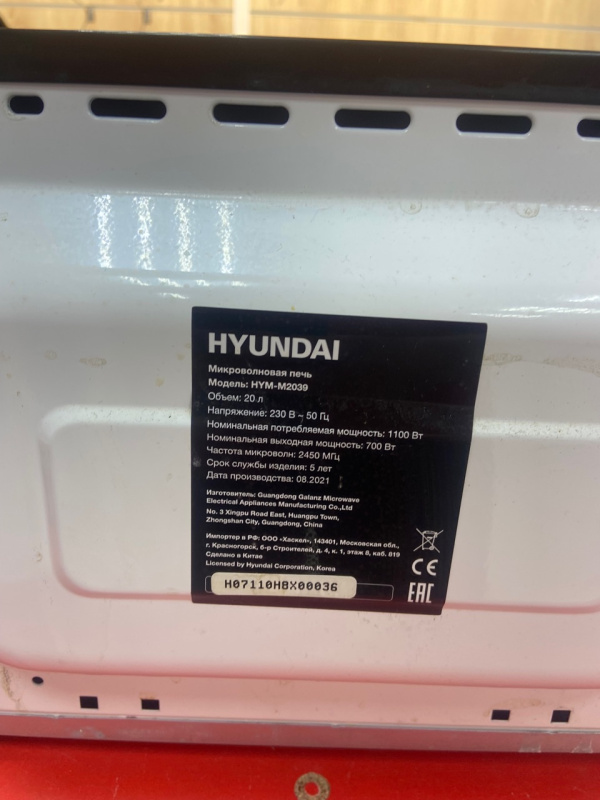 HYUNDAI
Микроволновая печь
Модель: HYM-M2039
Объем: 20 л
Напряжение: 230 В ~ 50 Гц
Номинальная потребляемая мощность: 1100 Вт
Номинальная выходная мощность: 700 Вт
Частота микроволн: 2450 МГц
Срок службы изделия: 5 лет
Дата производства: 08.2021
Изготовитель: Guangdong Galanz Microwave
Electrical Appliances Manufacturing Co.,Ltd
No. 3 Xingpu Road East, Huangpu Town,
Zhongshan City, Guangdong, China
Импортер в РФ: ООО «Хаскел», 143401, Московская обл.,
г. Красногорск, б-р Строителей, д. 4, к. 1, этаж 8, каб. 819
Сделано в Китае
Licensed by Hyundai Corporation, Korea
H07110HBX00036
CE
EAC